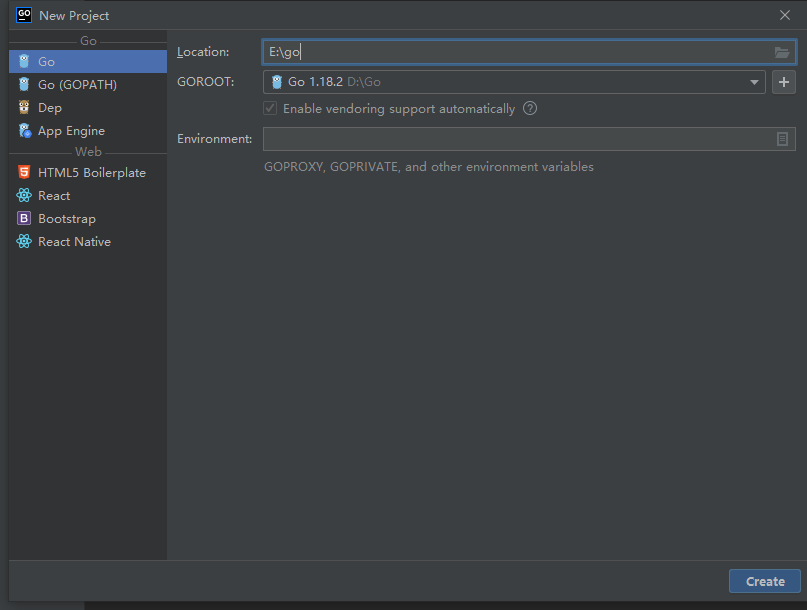 GO New Project
Go
Go
Go (GOPATH)
Dep
App Engine
Web
HTML5 Boilerplate
React
B Bootstrap
React Native
Location: E:\go
GOROOT: Go 1.18.2 D:\Go
Enable vendoring support automatically ?
Environment:
GOPROXY, GOPRIVATE, and other environment variables
Create